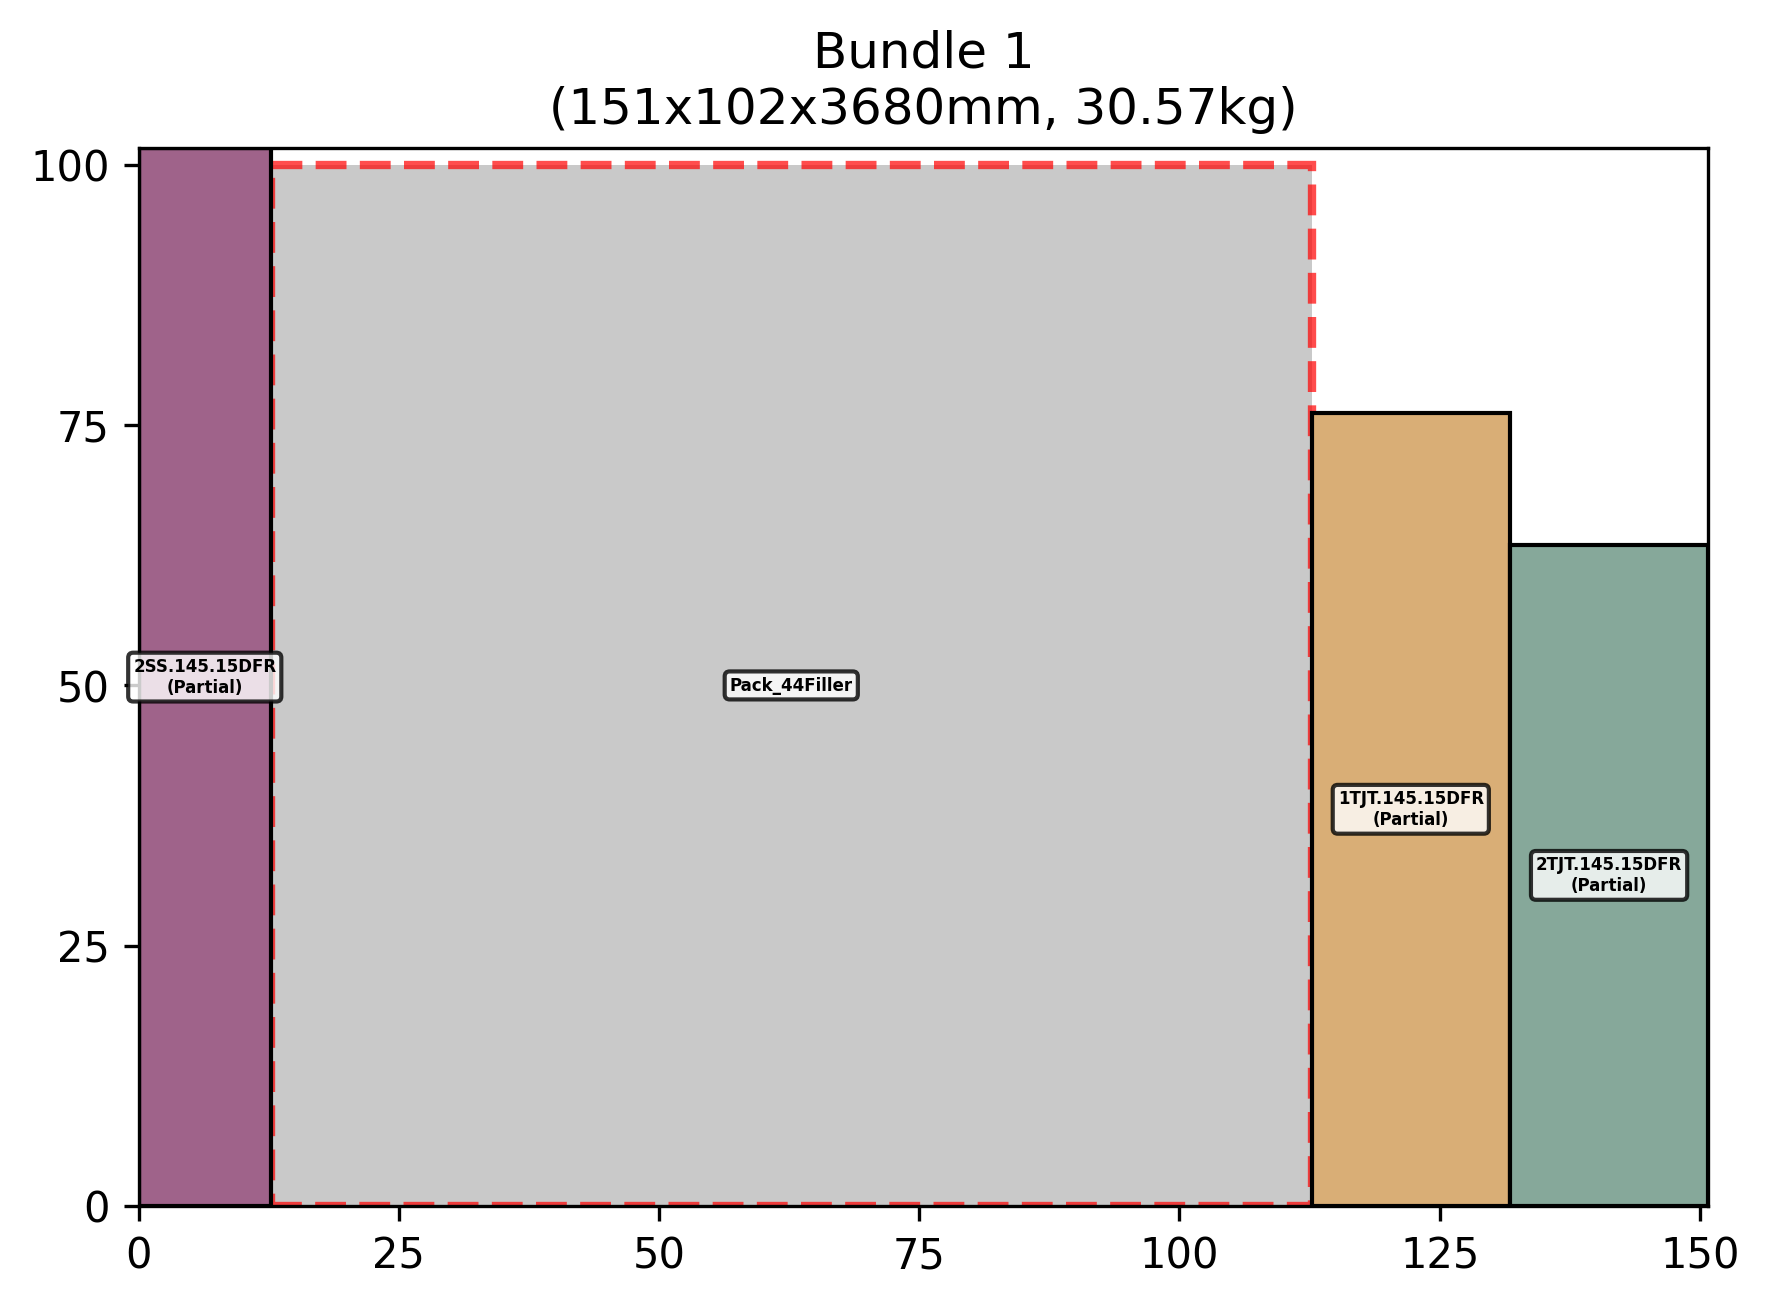 Bundle 1
(151x102x3680mm, 30.57kg)
100
75
50
25
0
2SS.145.15DFR
(Partial)
Pack_44Filler
1TJT.145.15DFR
(Partial)
2TJT.145.15DFR
(Partial)
0
25
50
75
100
125
150